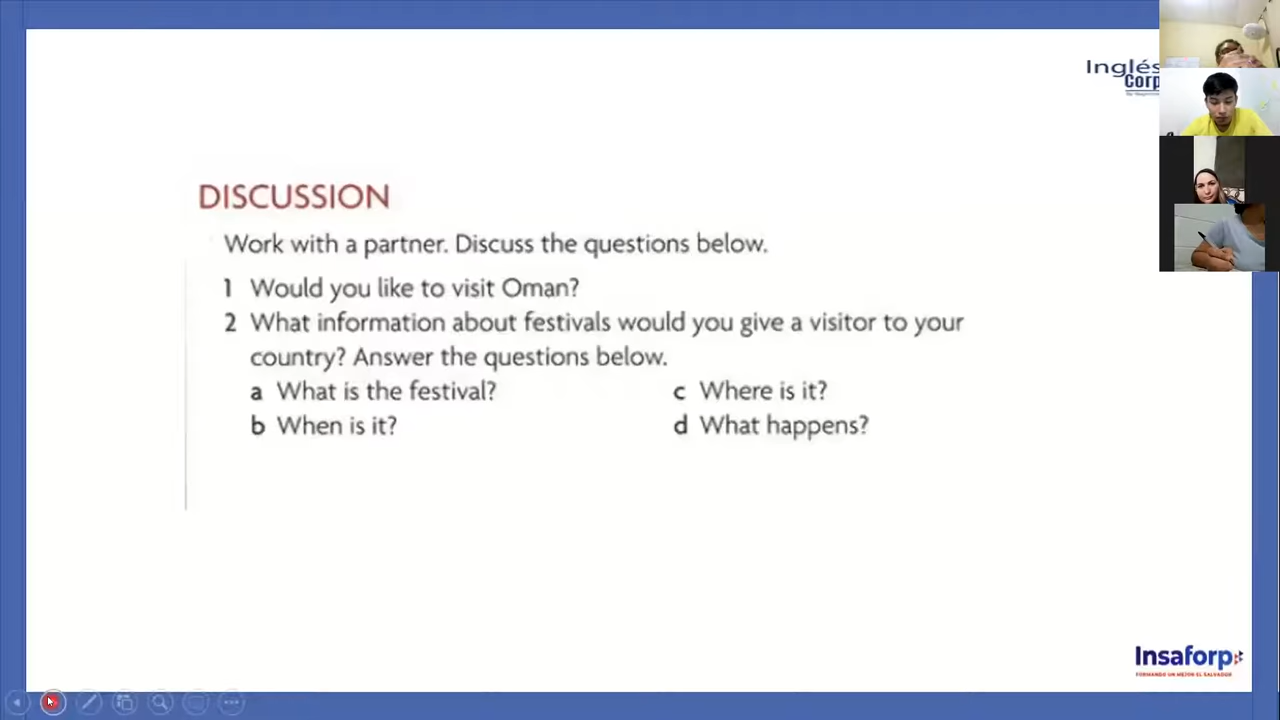 Inglés
Corp
DISCUSSION
Work with a partner. Discuss the questions below.
1 Would you like to visit Oman?
2 What information about festivals would you give a visitor to your
country? Answer the questions below.
a What is the festival?
c Where is it?
b When is it?
d What happens?
Insaforp
FORMANDO UN MEJOR EL SALVADOR